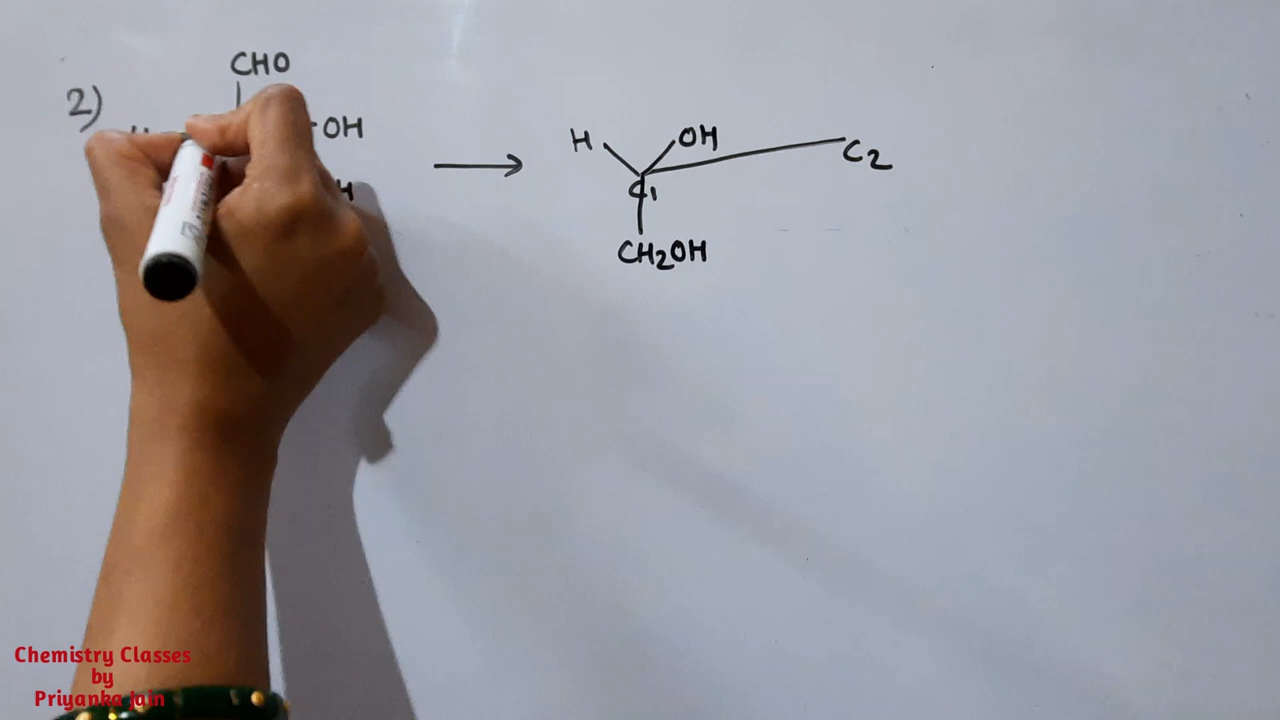 CHO
2)
OH
H
H OH
C2
C1
CH2OH
Chemistry Classes
by
Priyanka Jain